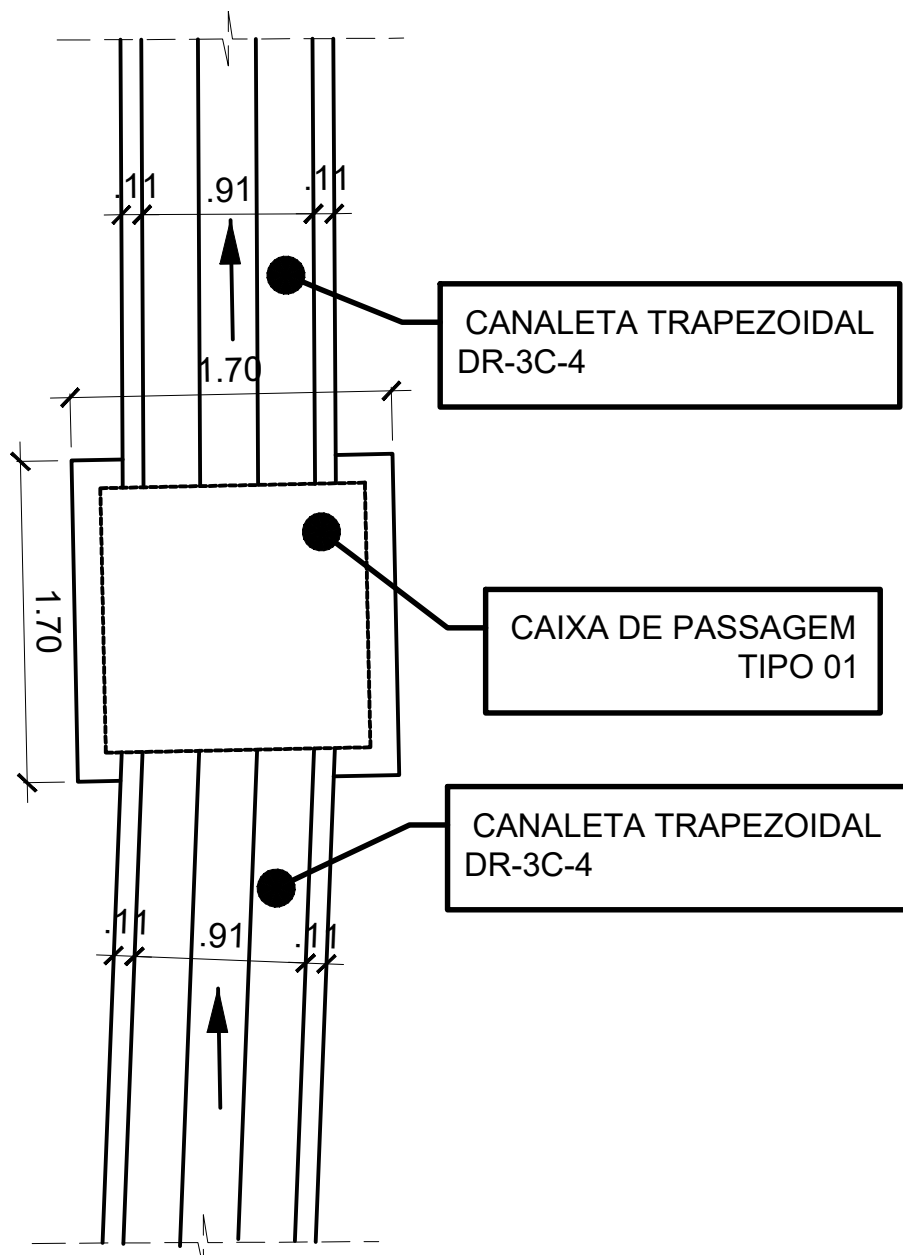 .11 .91 .11
CANALETA TRAPEZOIDAL
DR-3C-4
1.70
1.70
CAIXA DE PASSAGEM
TIPO 01
CANALETA TRAPEZOIDAL
DR-3C-4
.11 .91 .11